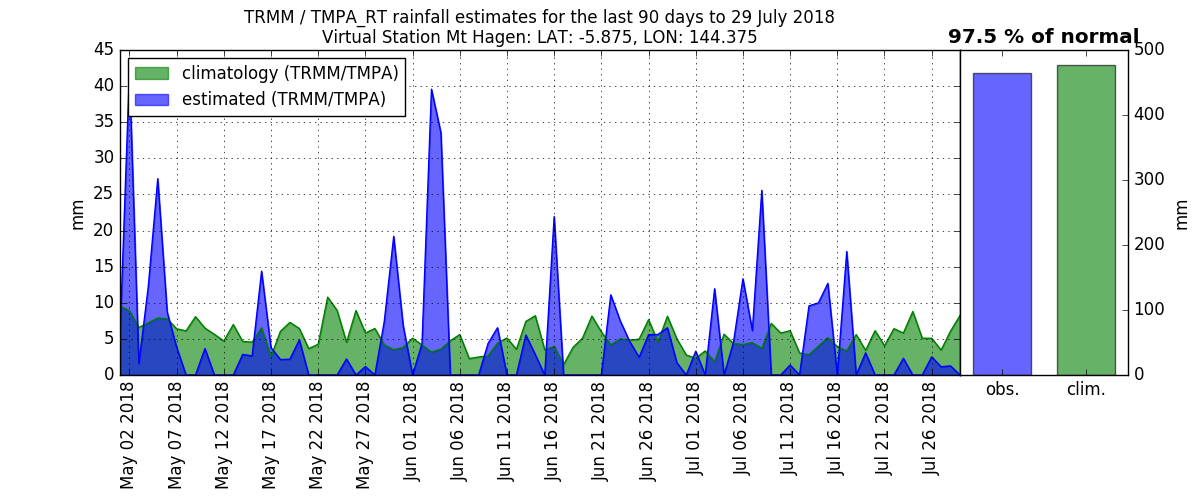 TRMM / TMPA_RT rainfall estimates for the last 90 days to 29 July 2018
Virtual Station Mt Hagen: LAT: -5.875, LON: 144.375
97.5 % of normal
climatology (TRMM/TMPA)
estimated (TRMM/TMPA)
45
40
35
30
25
20
15
10
5
0
mm
May 02 2018
May 07 2018
May 12 2018
May 17 2018
May 22 2018
May 27 2018
Jun 01 2018
Jun 06 2018
Jun 11 2018
Jun 16 2018
Jun 21 2018
Jun 26 2018
Jul 01 2018
Jul 06 2018
Jul 11 2018
Jul 16 2018
Jul 21 2018
Jul 26 2018
obs.
clim.
500
400
300
200
100
0
mm